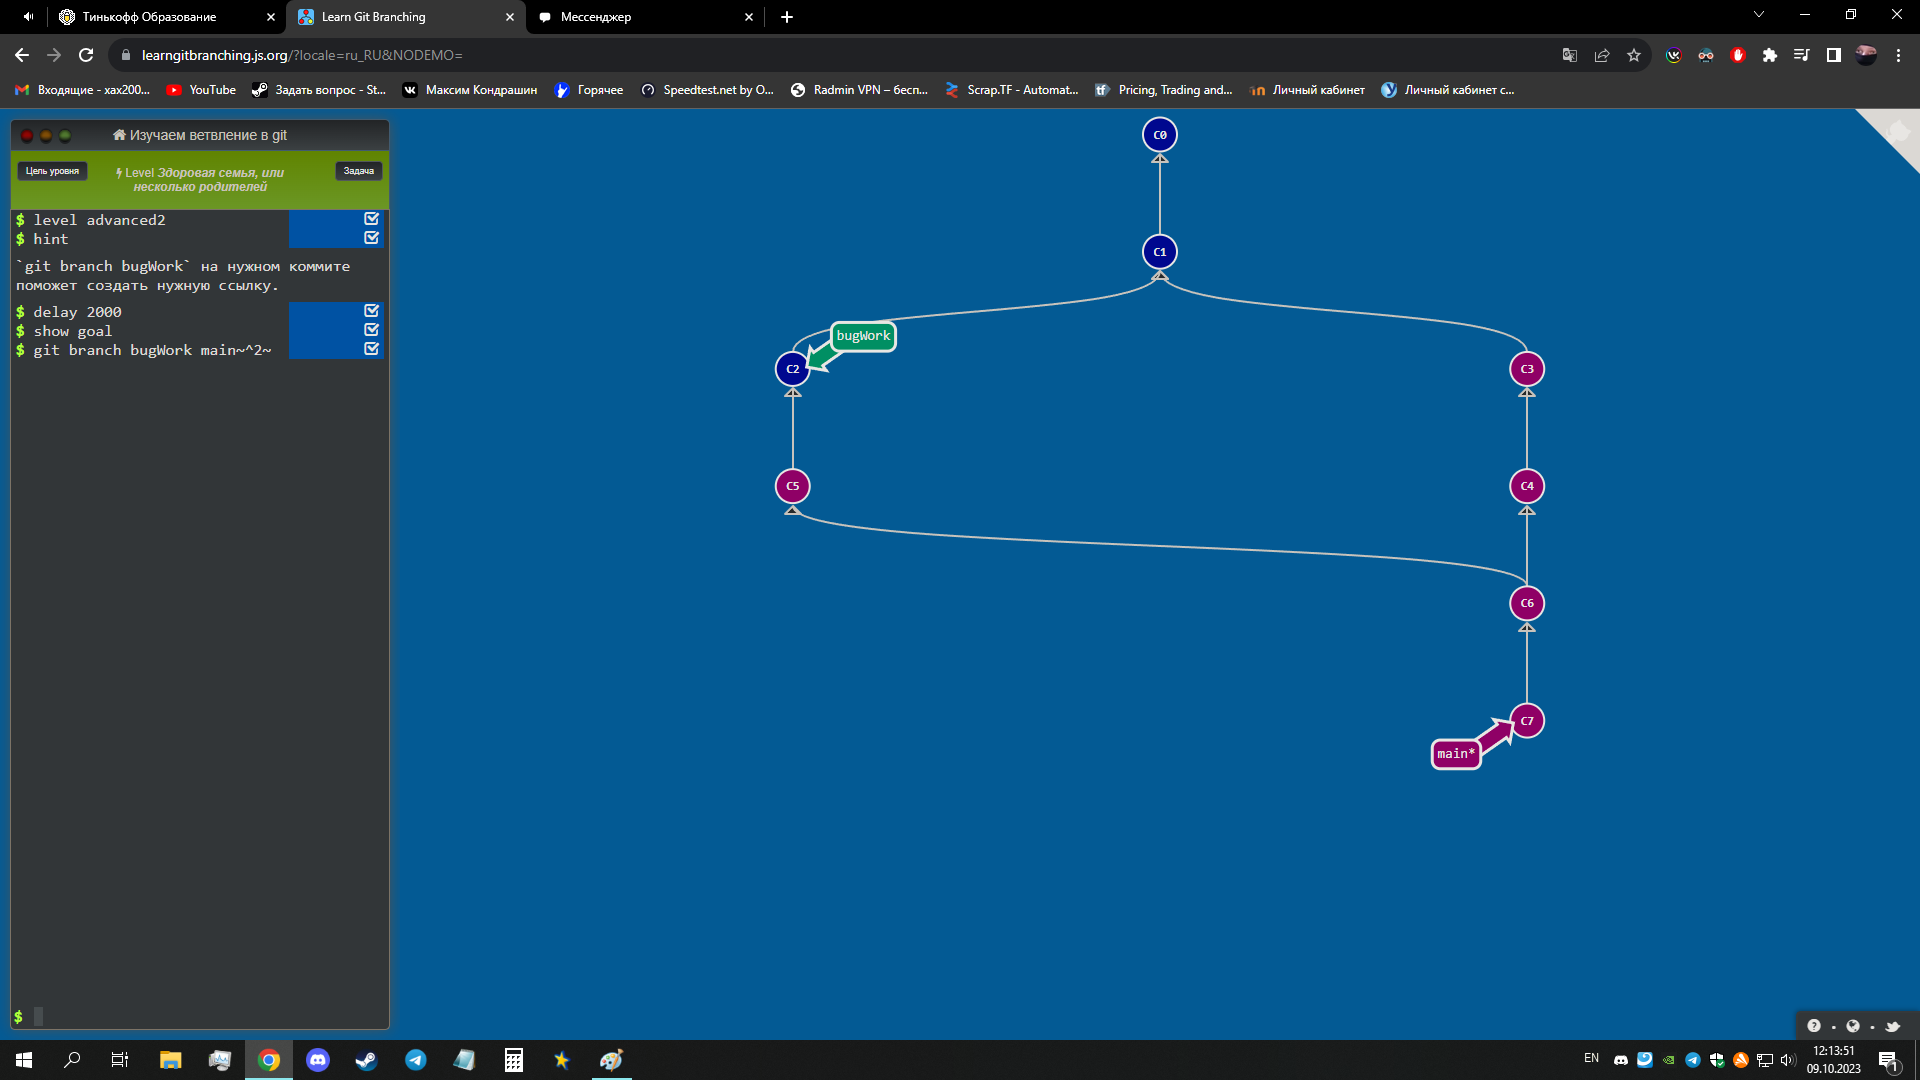 Тинькофф Образование
Learn Git Branching
Мессенджер
learngitbranching.js.org/?locale=ru_RU&NODEMO=
Входящие - xax200...
YouTube
Задать вопрос - St...
Максим Кондрашин
Горячее
Speedtest.net by O...
Radmin VPN – бесп...
Scrap.TF - Automat...
Pricing, Trading and...
Личный кабинет
Личный кабинет с...
Изучаем ветвление в git
Цель уровня
Level Здоровая семья, или
несколько родителей
Задача
$ level advanced2
$ hint
`git branch bugWork` на нужном коммите
поможет создать нужную ссылку.
$ delay 2000
$ show goal
$ git branch bugWork main~^2~
$
C0
C1
bugWork
C2
C3
C5
C4
C6
C7
main*
EN
12:13:51
09.10.2023
1